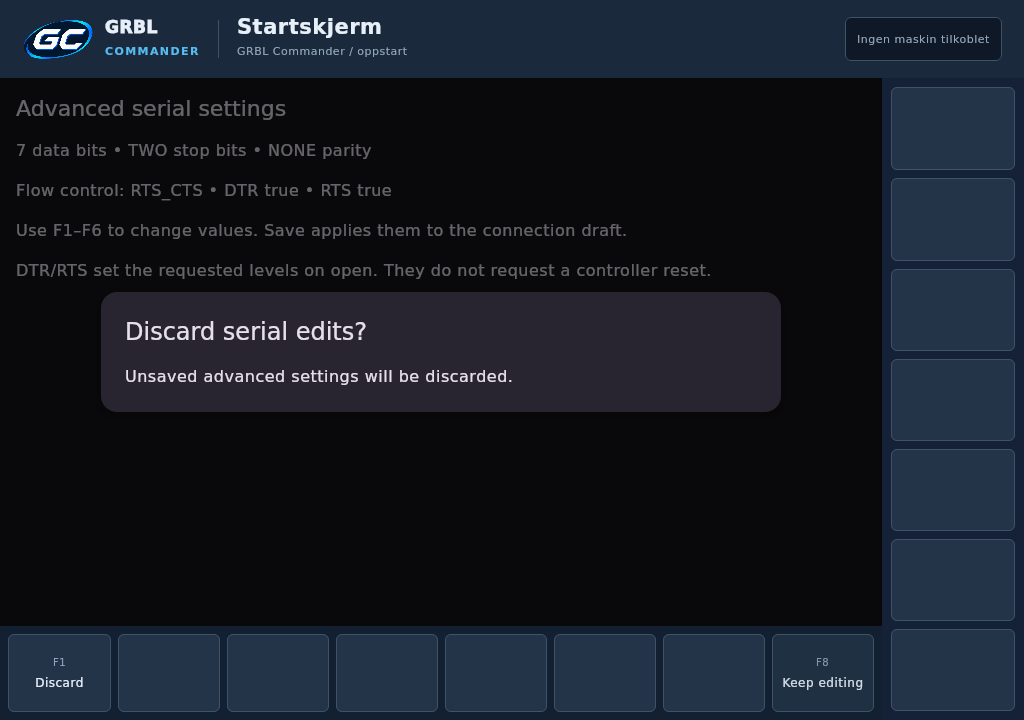 GC
GRBL
COMMANDER
Startskjerm
GRBL Commander / oppstart
Ingen maskin tilkoblet
Advanced serial settings
7 data bits • TWO stop bits • NONE parity
Flow control: RTS_CTS • DTR true • RTS true
Use F1–F6 to change values. Save applies them to the connection draft.
DTR/RTS set the requested levels on open. They do not request a controller reset.
Discard serial edits?
Unsaved advanced settings will be discarded.
F1
Discard
F8
Keep editing